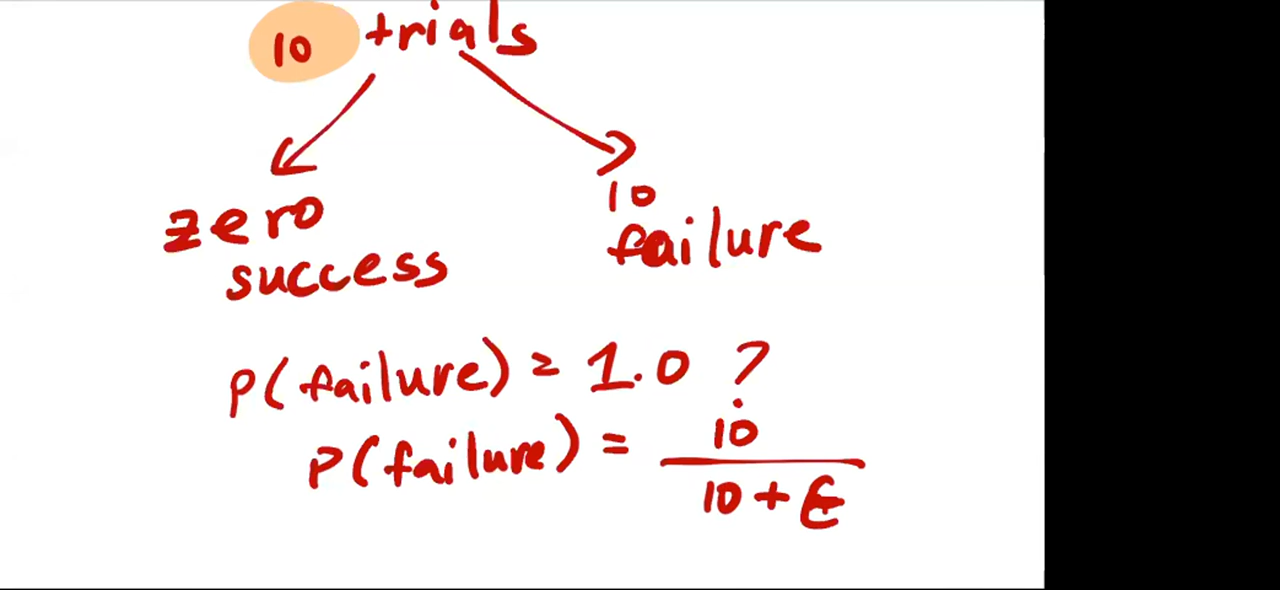 10 trials
zero
success
10
failure
P(failure) = 1.0 ?
P(failure) = 10
10 + ε